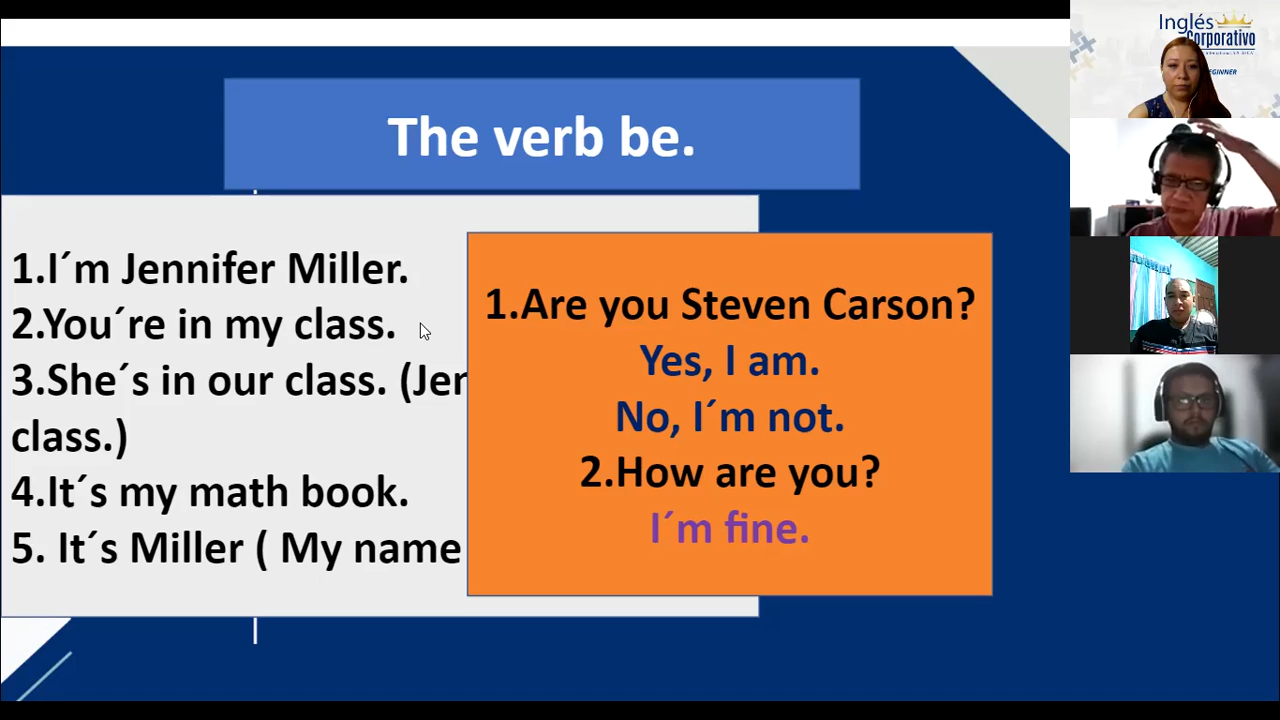 The verb be.
1.I´m Jennifer Miller.
2.You´re in my class.
3.She´s in our class. (Jen
class.)
4.It´s my math book.
5. It´s Miller ( My name
1.Are you Steven Carson?
Yes, I am.
No, I´m not.
2.How are you?
I´m fine.
Inglés
Corporativo